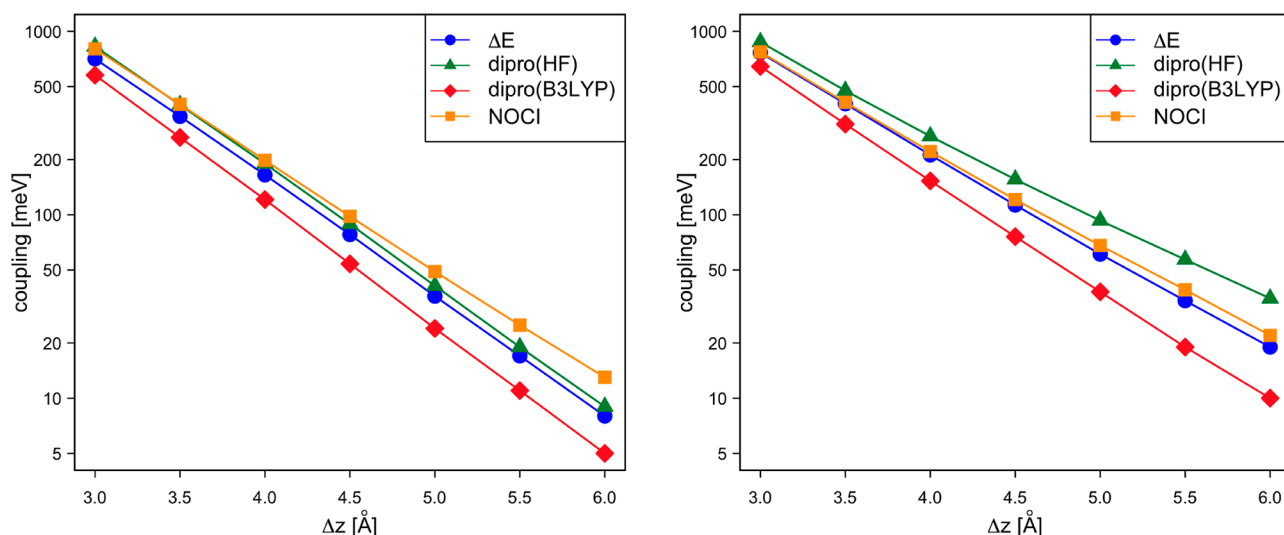 1000
500
200
100
50
20
10
5
coupling [meV]
3.0 3.5 4.0 4.5 5.0 5.5 6.0
Δz [Å]
ΔE
dipro(HF)
dipro(B3LYP)
NOCI
1000
500
200
100
50
20
10
5
coupling [meV]
3.0 3.5 4.0 4.5 5.0 5.5 6.0
Δz [Å]
ΔE
dipro(HF)
dipro(B3LYP)
NOCI